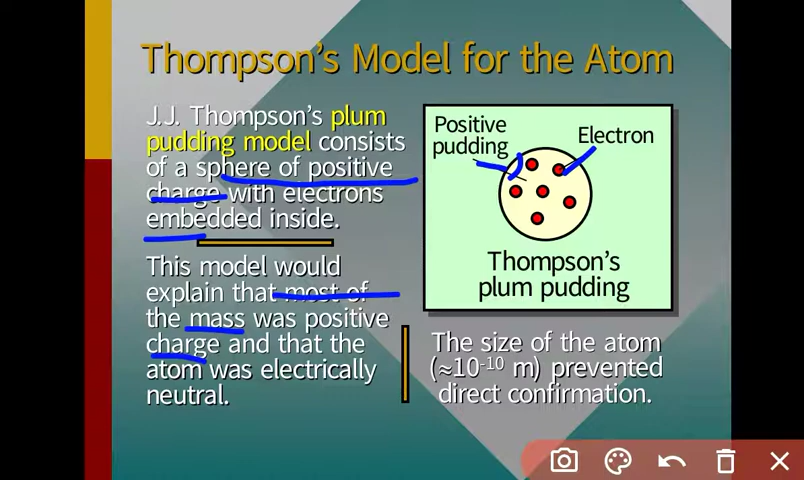 Thompson's Model for the Atom
J.J. Thompson's plum
pudding model consists
of a sphere of positive
charge with electrons
embedded inside.
This model would
explain that most of
the mass was positive
charge and that the
atom was electrically
neutral.
Positive
pudding
Electron
Thompson's
plum pudding
The size of the atom
(≈10⁻¹⁰ m) prevented
direct confirmation.